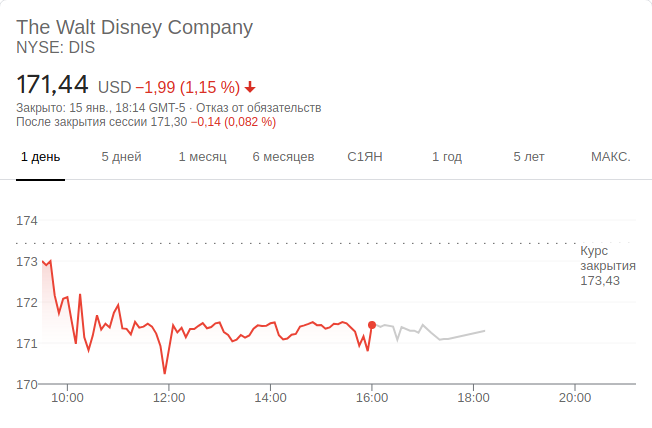 The Walt Disney Company
NYSE: DIS
171,44 USD −1,99 (1,15 %)
Закрыто: 15 янв., 18:14 GMT-5 · Отказ от обязательств
После закрытия сессии 171,30 −0,14 (0,082 %)
1 день 5 дней 1 месяц 6 месяцев С1ЯН 1 год 5 лет МАКС.
174
Курс
173 закрытия
173,43
172
171
170
10:00 12:00 14:00 16:00 18:00 20:00